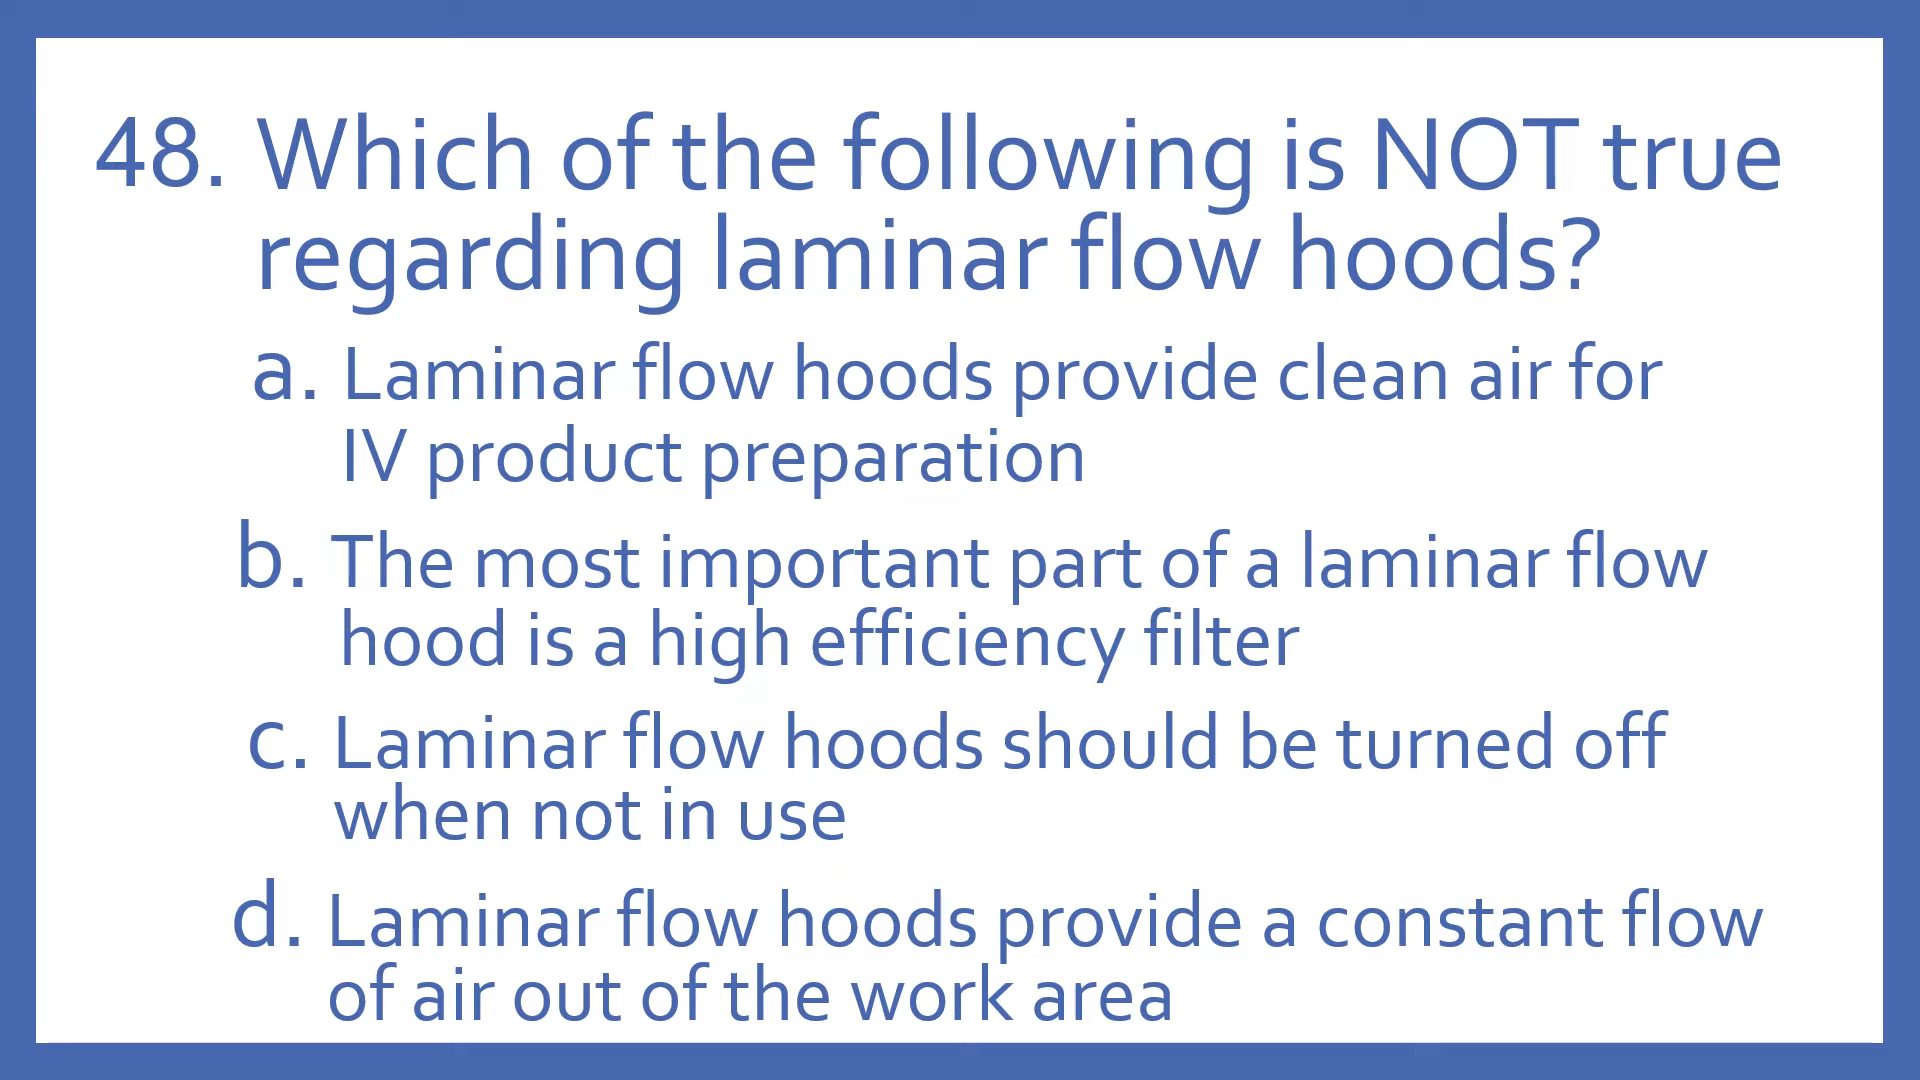 48. Which of the following is NOT true
regarding laminar flow hoods?
a. Laminar flow hoods provide clean air for
IV product preparation
b. The most important part of a laminar flow
hood is a high efficiency filter
c. Laminar flow hoods should be turned off
when not in use
d. Laminar flow hoods provide a constant flow
of air out of the work area